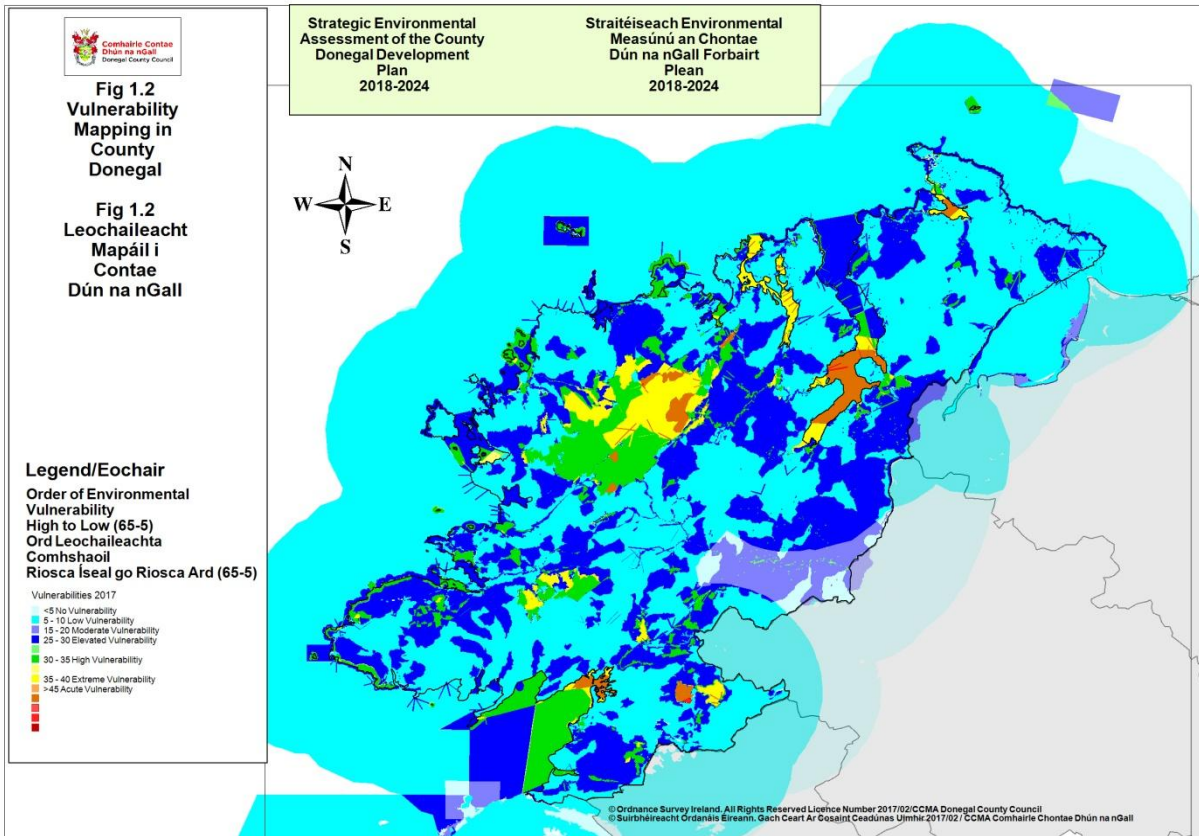 Comhairle Contae
Dhún na nGall
Donegal County Council
Fig 1.2
Vulnerability
Mapping in
County
Donegal
Fig 1.2
Leochaileacht
Mapáil i
Contae
Dún na nGall
Strategic Environmental
Assessment of the County
Donegal Development
Plan
2018-2024
Straitéiseach Environmental
Measúnú an Chontae
Dún na nGall Forbairt
Plean
2018-2024
N
W
E
S
Legend/Eochair
Order of Environmental
Vulnerability
High to Low (65-5)
Ord Leochaileachta
Comhshaoil
Riosca Íseal go Riosca Ard (65-5)
Vulnerabilities 2017
<5 No Vulnerability
5 - 10 Low Vulnerability
15 - 20 Moderate Vulnerability
25 - 30 Elevated Vulnerability
30 - 35 High Vulnerabilitiy
35 - 40 Extreme Vulnerability
>45 Acute Vulnerability
© Ordnance Survey Ireland. All Rights Reserved Licence Number 2017/02/CCMA Donegal County Council
© Suirbhéireacht Ordanáis Éireann. Gach Ceart Ar Cosaint Ceadúnas Uimhir 2017/02 / CCMA Comhairle Chontae Dhún na nGall